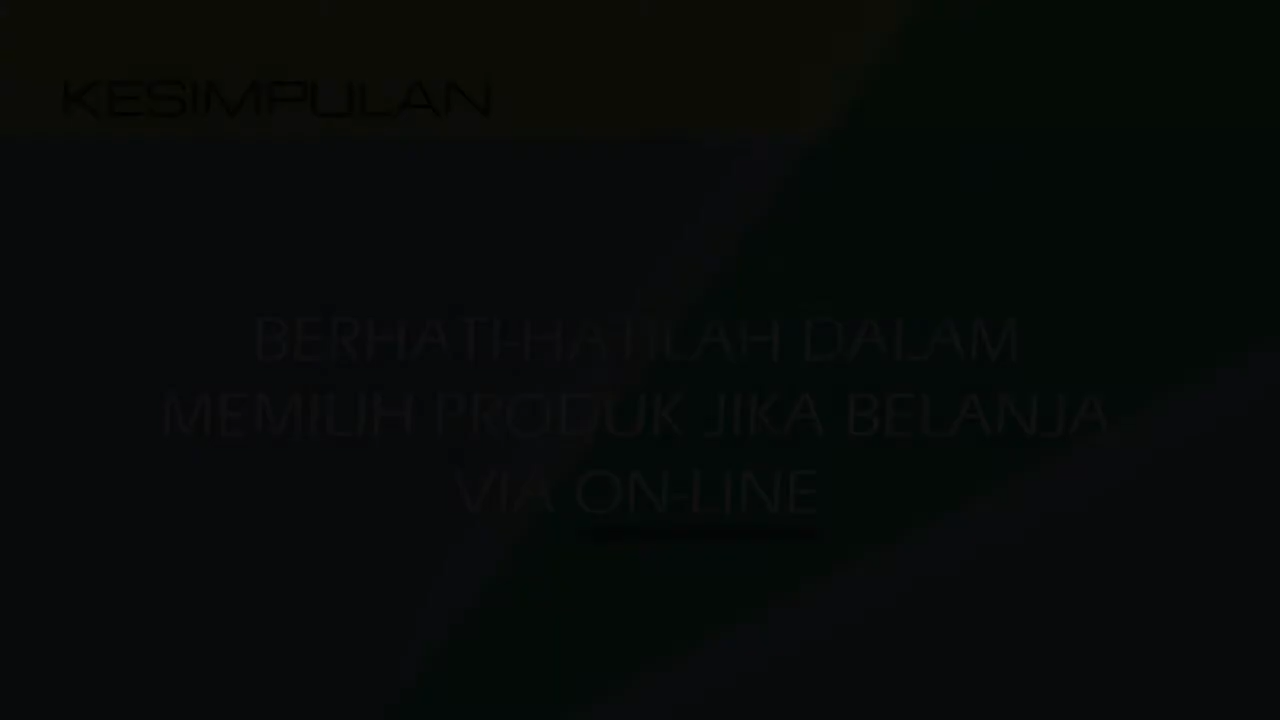 KESIMPULAN
BERHATI-HATILAH DALAM
MEMILIH PRODUK JIKA BELANJA
VIA ON-LINE